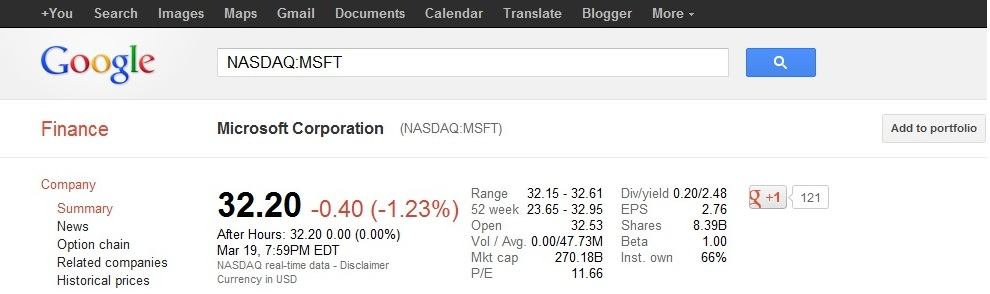 +You Search Images Maps Gmail Documents Calendar Translate Blogger More
Google
NASDAQ:MSFT
Finance
Microsoft Corporation (NASDAQ:MSFT)
Add to portfolio
Company
Summary
News
Option chain
Related companies
Historical prices
32.20 -0.40 (-1.23%)
After Hours: 32.20 0.00 (0.00%)
Mar 19, 7:59PM EDT
NASDAQ real-time data - Disclaimer
Currency in USD
Range 32.15 - 32.61
52 week 23.65 - 32.95
Open 32.53
Vol / Avg. 0.00/47.73M
Mkt cap 270.18B
P/E 11.66
Div/yield 0.20/2.48
EPS 2.76
Shares 8.39B
Beta 1.00
Inst. own 66%
g +1 121